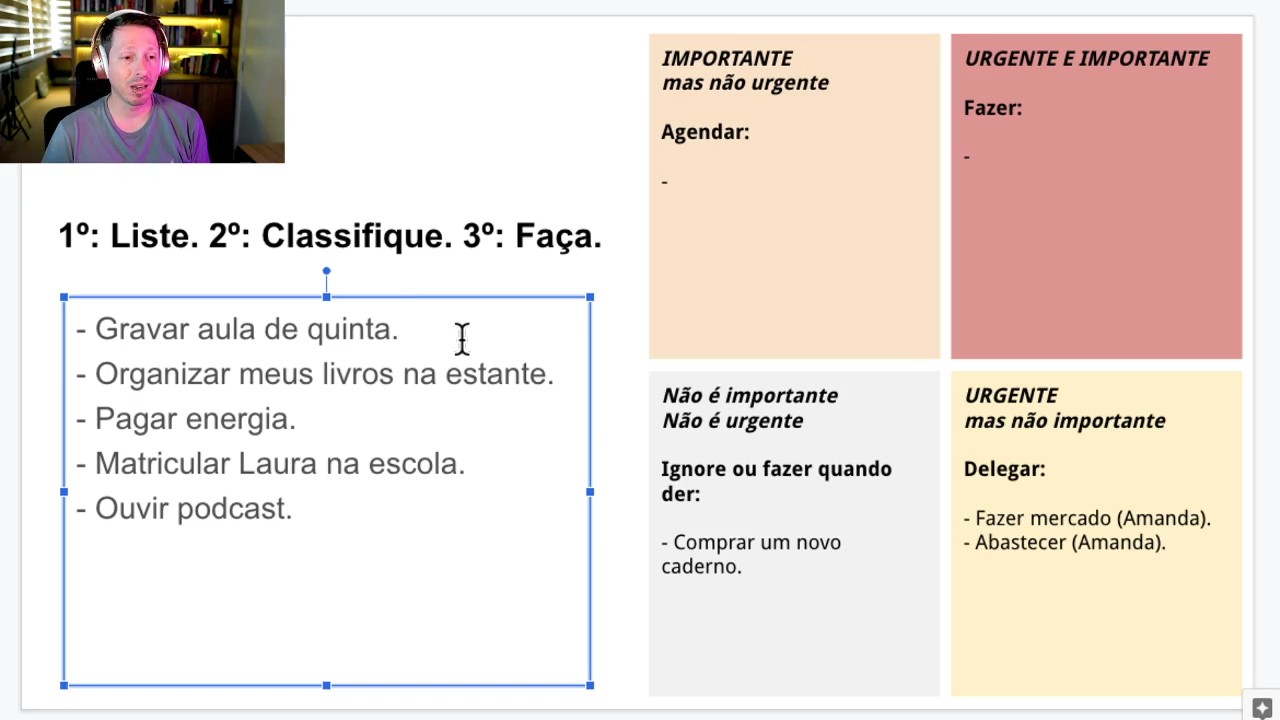 1º: Liste. 2º: Classifique. 3º: Faça.
- Gravar aula de quinta.
- Organizar meus livros na estante.
- Pagar energia.
- Matricular Laura na escola.
- Ouvir podcast.
IMPORTANTE
mas não urgente
Agendar:
-
URGENTE E IMPORTANTE
Fazer:
-
Não é importante
Não é urgente
Ignore ou fazer quando
der:
- Comprar um novo
caderno.
URGENTE
mas não importante
Delegar:
- Fazer mercado (Amanda).
- Abastecer (Amanda).